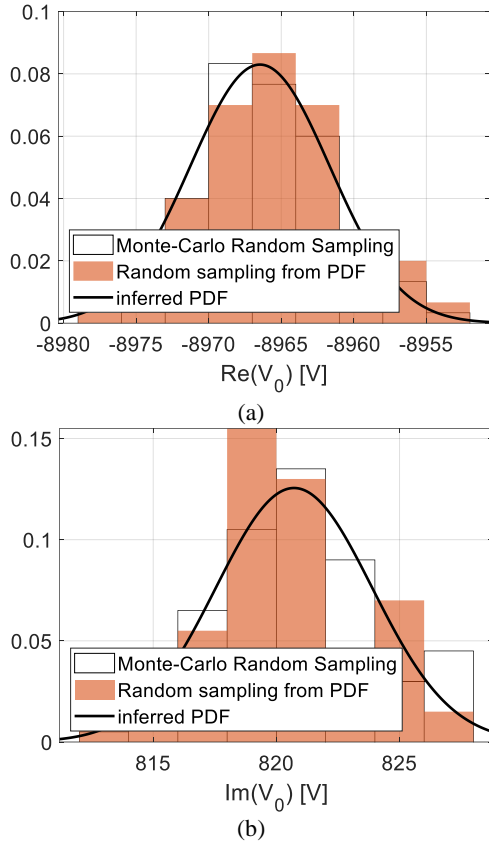 0.1
0.08
0.06
0.04
0.02
0
Monte-Carlo Random Sampling
Random sampling from PDF
inferred PDF
-8980 -8975 -8970 -8965 -8960 -8955
Re(V0) [V]
(a)
0.15
0.1
0.05
0
Monte-Carlo Random Sampling
Random sampling from PDF
inferred PDF
815 820 825
Im(V0) [V]
(b)